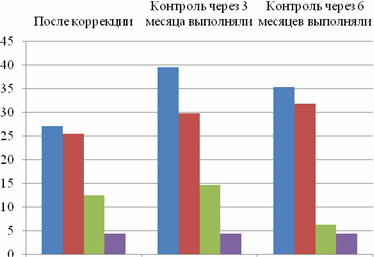 После коррекции
Контроль через 3
месяца выполняли
Контроль через 6
месяцев выполняли
45
40
35
30
25
20
15
10
5
0